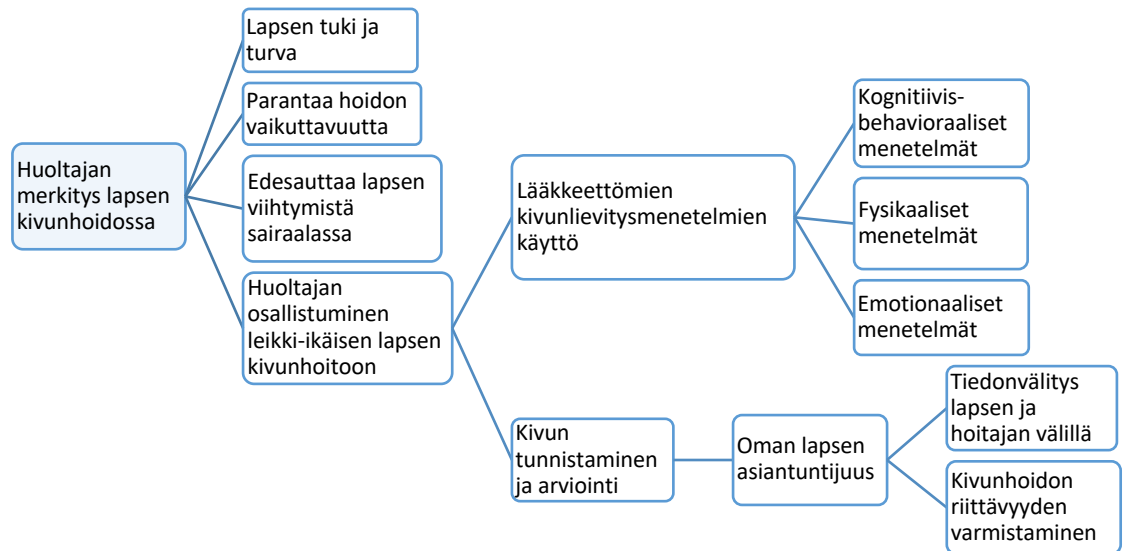 Huoltajan
merkitys lapsen
kivunhoidossa
Lapsen tuki ja
turva
Parantaa hoidon
vaikuttavuutta
Edesauttaa lapsen
viihtymistä
sairaalassa
Huoltajan
osallistuminen
leikki-ikäisen lapsen
kivunhoitoon
Lääkkeettömien
kivunlievitysmenetelmien
käyttö
Kognitiivis-
behavioraaliset
menetelmät
Fysikaaliset
menetelmät
Emotionaaliset
menetelmät
Kivun
tunnistaminen
ja arviointi
Oman lapsen
asiantuntijuus
Tiedonvälitys
lapsen ja
hoitajan välillä
Kivunhoidon
riittävyyden
varmistaminen